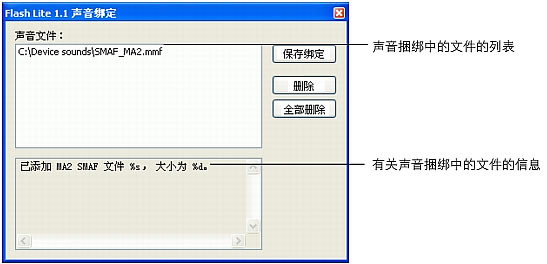 Flash Lite 1.1 声音绑定
声音文件：
C:\Device sounds\SMAF_MA2.mmf
保存绑定
删除
全部删除
声音捆绑中的文件的列表
已添加 MA2 SMAF 文件 %s， 大小为 %d。
有关声音捆绑中的文件的信息